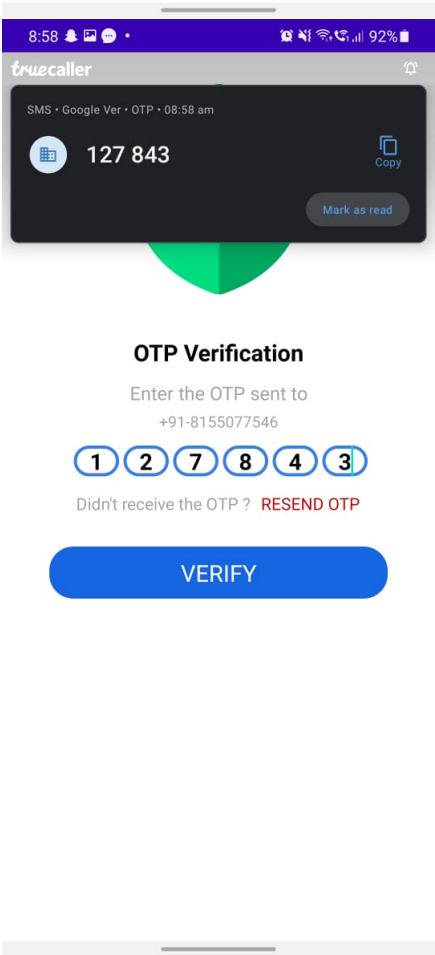 8:58
92%
truecaller
SMS • Google Ver • OTP • 08:58 am
127 843
Copy
Mark as read
OTP Verification
Enter the OTP sent to
+91-8155077546
1 2 7 8 4 3
Didn't receive the OTP ? RESEND OTP
VERIFY